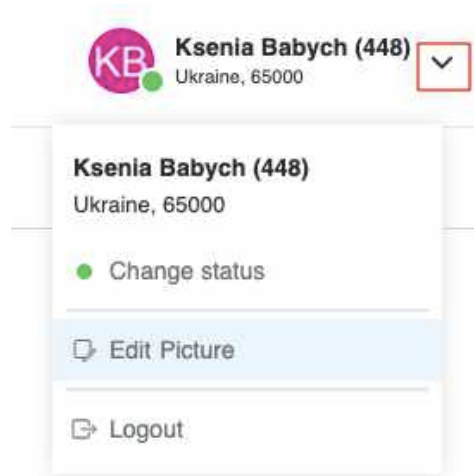 KB
Ksenia Babych (448)
Ukraine, 65000
Ksenia Babych (448)
Ukraine, 65000
Change status
Edit Picture
Logout